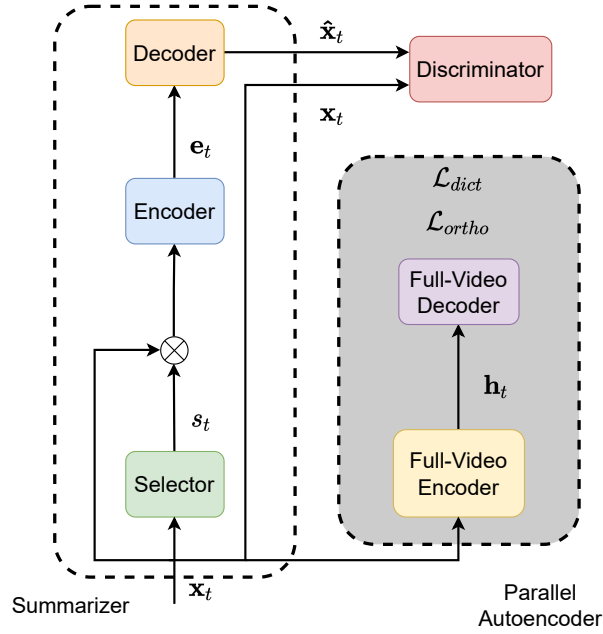 Decoder
x̂_t
Discriminator
x_t
e_t
Encoder
L_dict
L_ortho
Full-Video
Decoder
h_t
s_t
Selector
Full-Video
Encoder
x_t
Summarizer
Parallel
Autoencoder